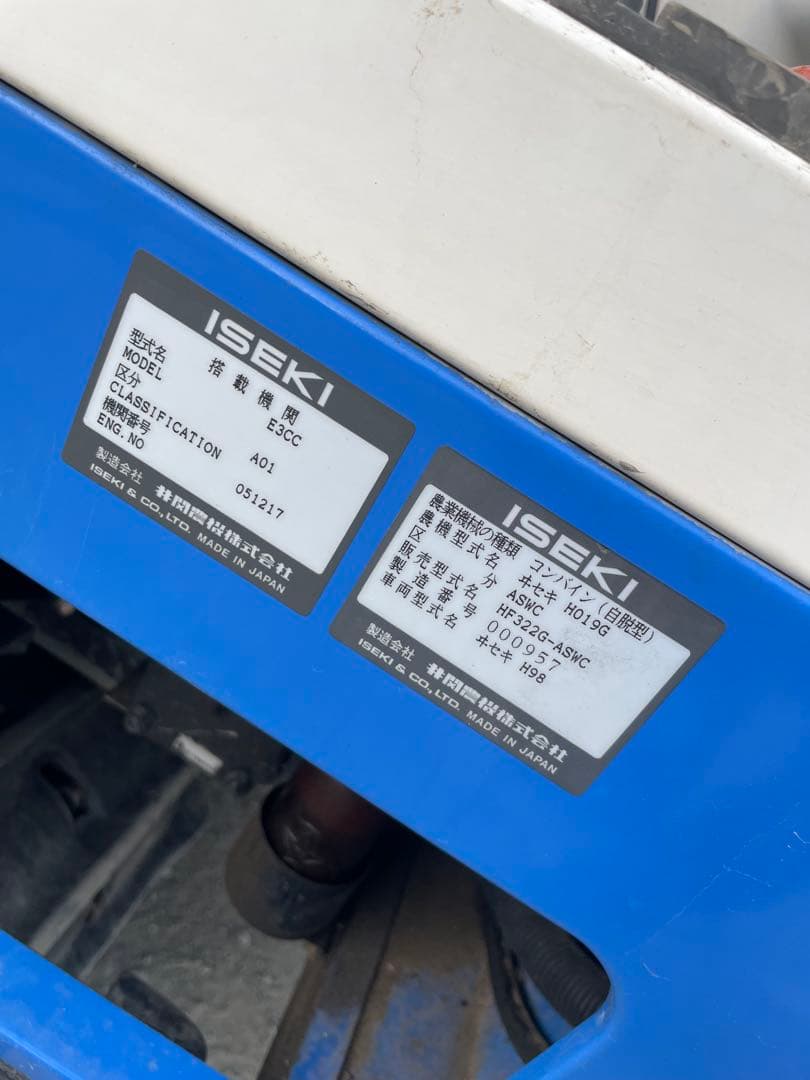 ISEKI
型式名 搭載機関
MODEL E3CC
区分
CLASSIFICATION A01
機関番号
ENG.NO 051217
製造会社 井関農機株式会社
ISEKI & CO.,LTD. MADE IN JAPAN
ISEKI
農業機械の種類 コンバイン(自脱型)
農機型式名 ヰセキ HO19G
区分 ASWC
販売型式名 HF322G-ASWC
製造番号 000957
車両型式名 ヰセキ H98
製造会社 井関農機株式会社
ISEKI & CO.,LTD. MADE IN JAPAN